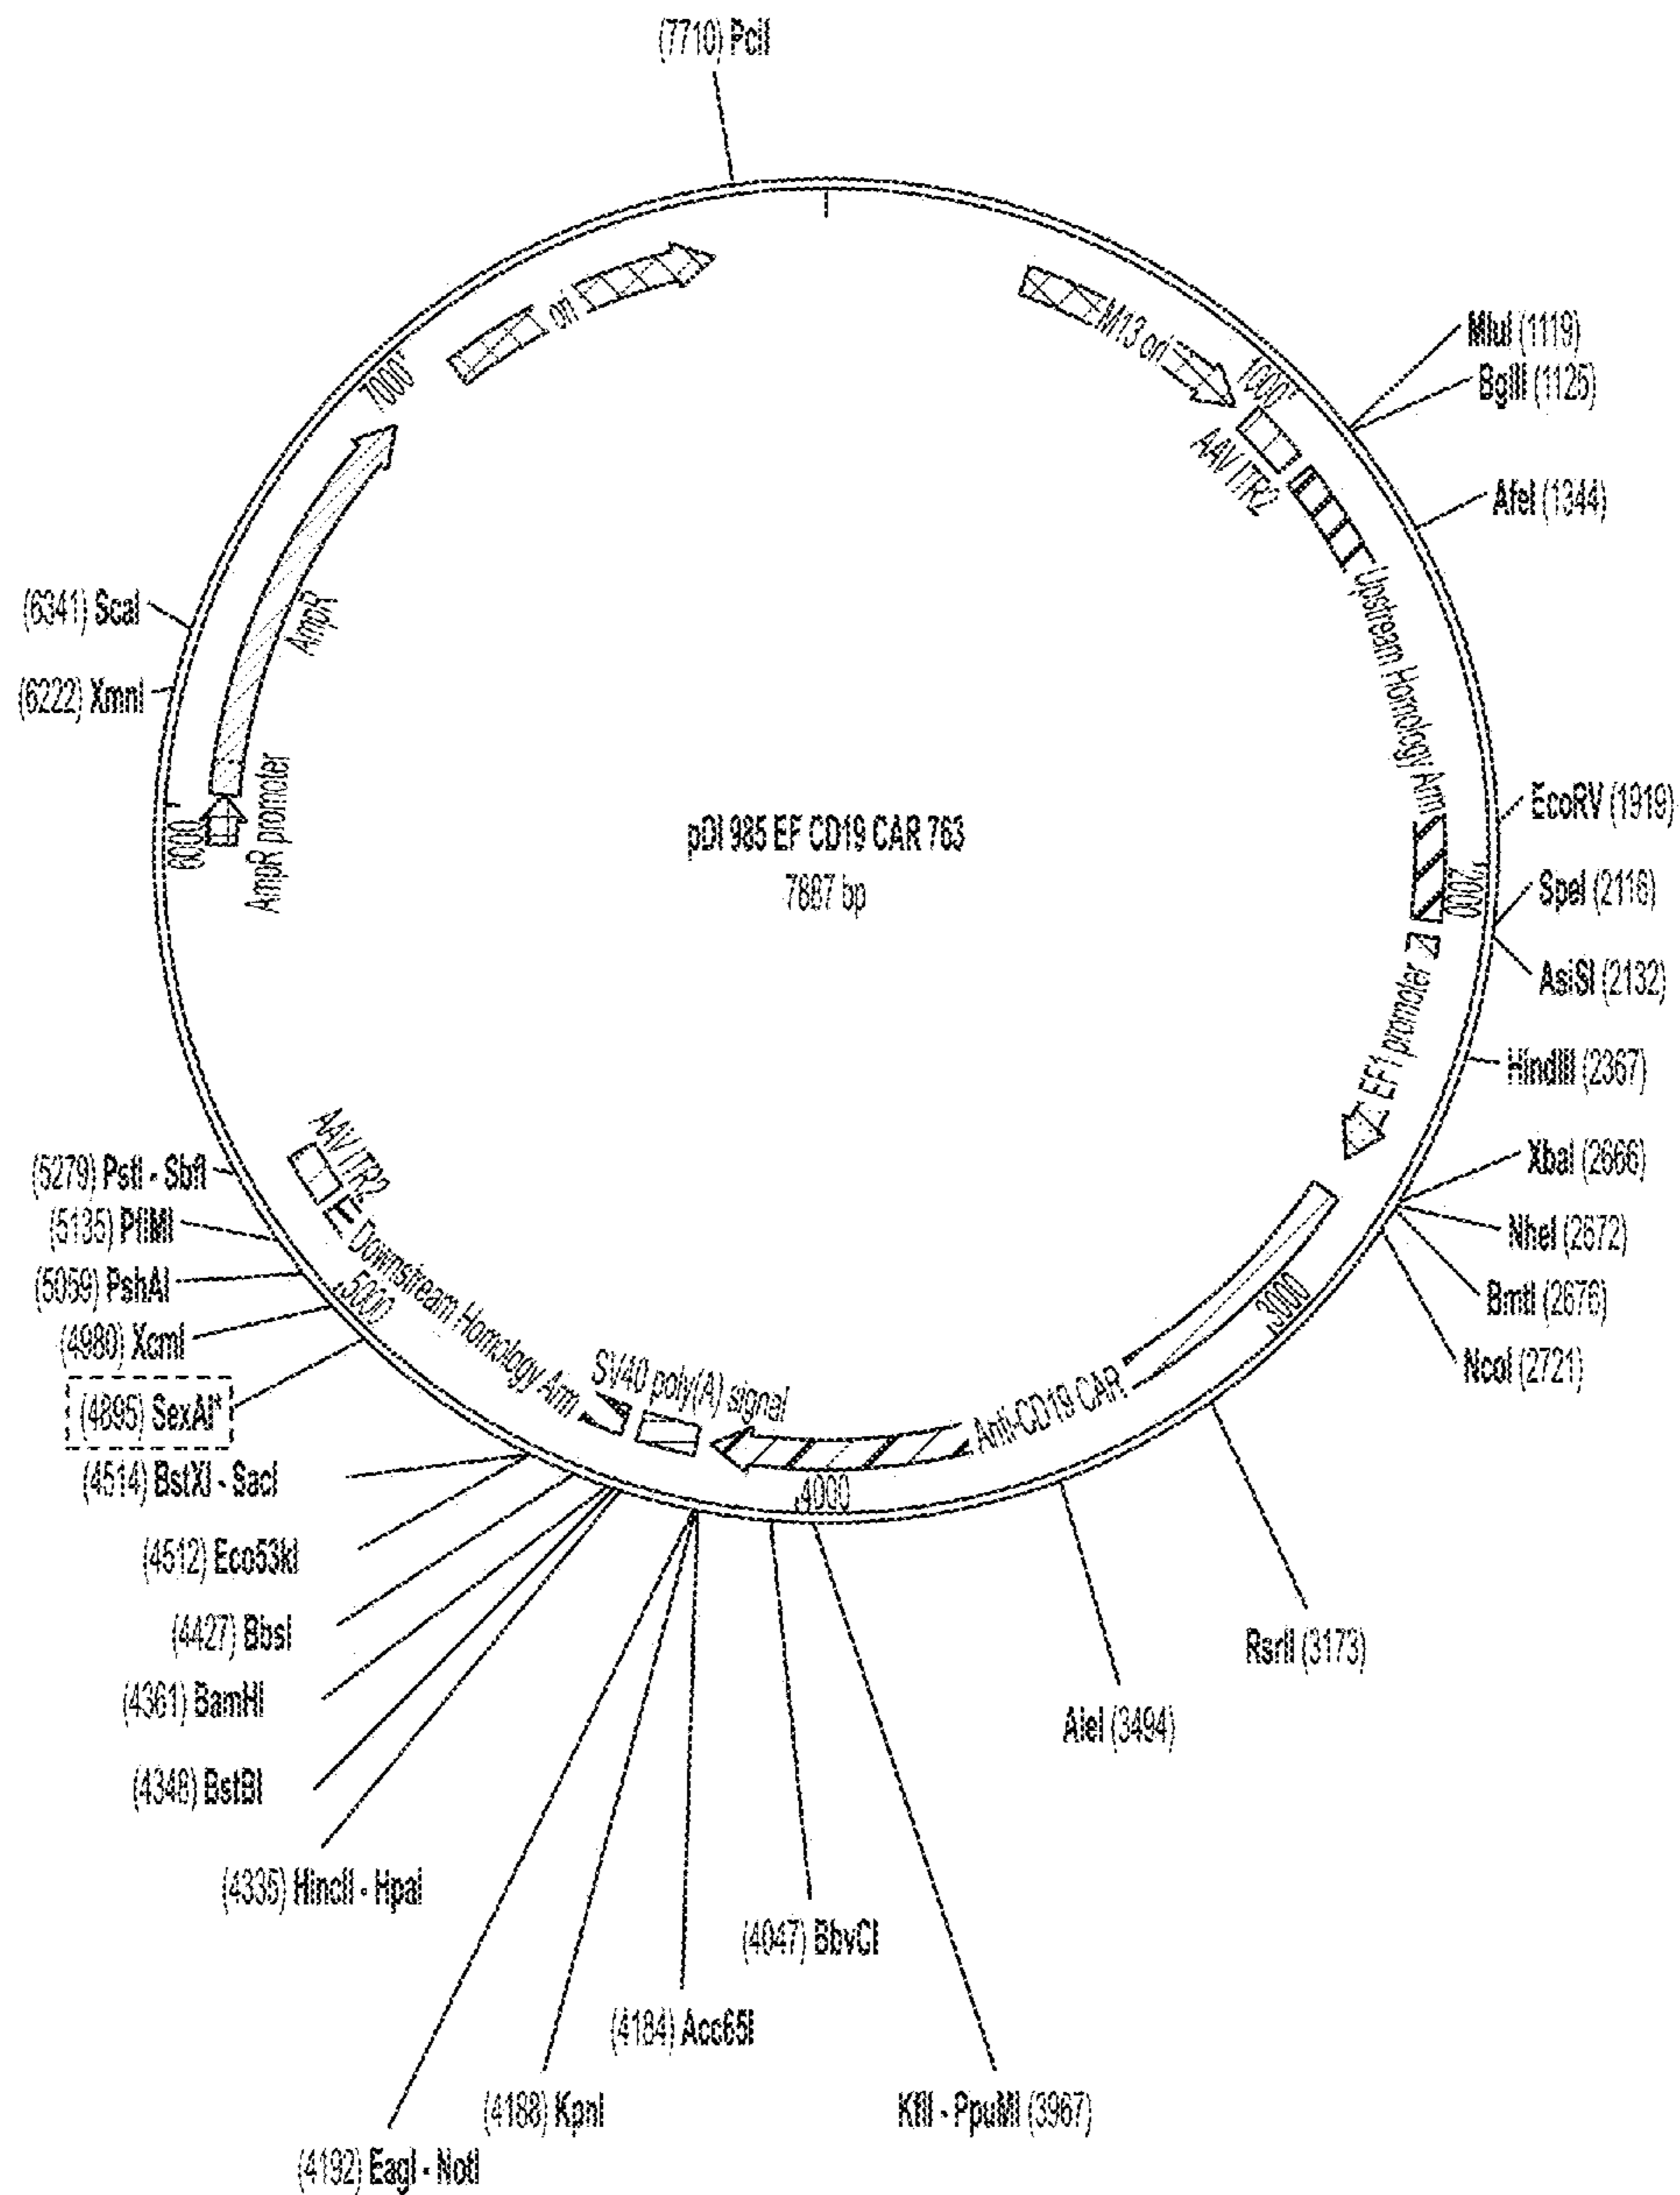 (7710) PciI
ori
M13 ori
1000
AAV ITR2
MluI (1119)
BglII (1125)
AfeI (1344)
Upstream Homology Arm
EcoRV (1919)
2000
SpeI (2116)
AsiSI (2132)
EF1 promoter
HindIII (2367)
XbaI (2666)
NheI (2672)
BmtI (2676)
NcoI (2721)
3000
Anti-CD19 CAR
RsrII (3173)
AleI (3494)
KflI - PpuMI (3967)
4000
(4047) BbvCI
(4184) Acc65I
(4188) KpnI
(4192) EagI - NotI
SV40 poly(A) signal
(4335) HincII - HpaI
(4348) BstBI
(4361) BamHI
(4427) BbsI
(4512) Eco53kI
(4514) BstXI - SacI
(4895) SexAI*
(4980) XcmI
(5059) PshAI
(5135) PflMI
(5279) PstI - SbfI
5000
Downstream Homology Arm
AAV ITR2
6000
AmpR promoter
AmpR
(6222) XmnI
(6341) ScaI
7000
pDI 985 EF CD19 CAR 763
7887 bp